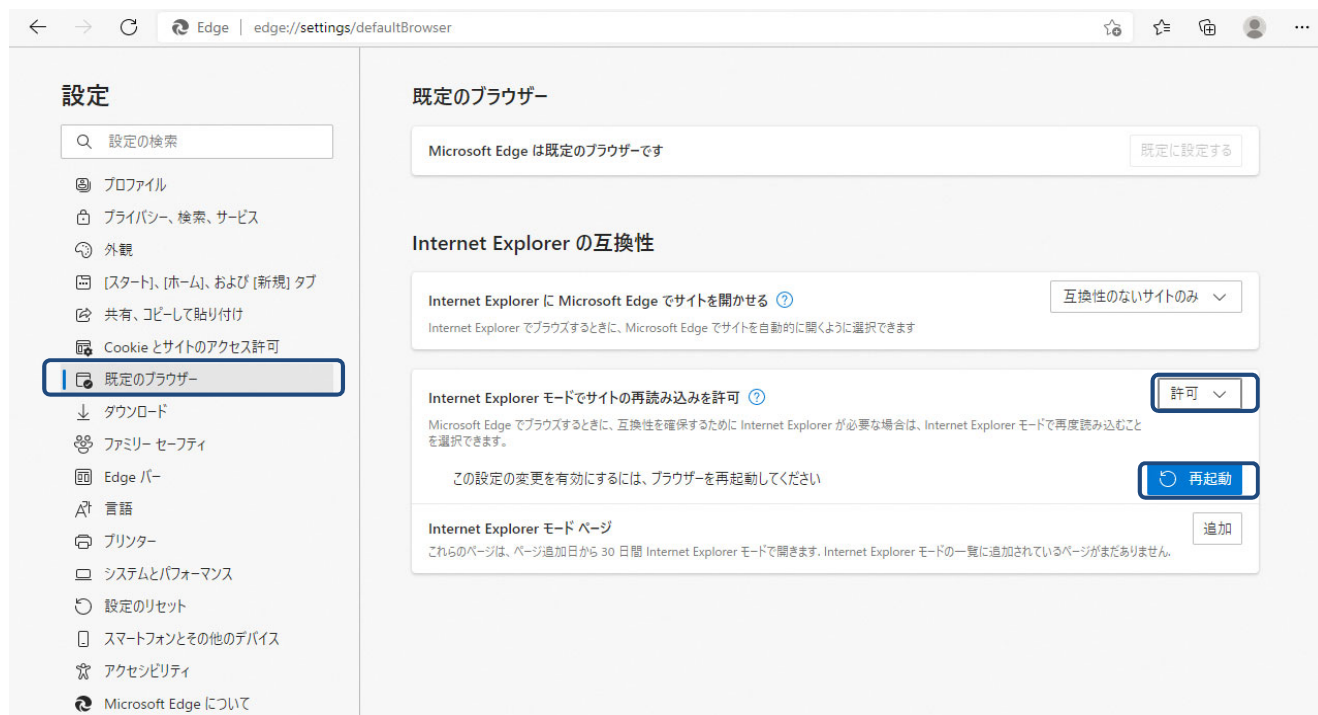 Edge | edge://settings/defaultBrowser
設定
設定の検索
プロファイル
プライバシー、検索、サービス
外観
[スタート]、[ホーム]、および [新規] タブ
共有、コピーして貼り付け
Cookie とサイトのアクセス許可
既定のブラウザー
ダウンロード
ファミリー セーフティ
Edge バー
言語
プリンター
システムとパフォーマンス
設定のリセット
スマートフォンとその他のデバイス
アクセシビリティ
Microsoft Edge について
既定のブラウザー
Microsoft Edge は既定のブラウザーです
既定に設定する
Internet Explorer の互換性
Internet Explorer に Microsoft Edge でサイトを開かせる
互換性のないサイトのみ
Internet Explorer でブラウズするときに、Microsoft Edge でサイトを自動的に開くように選択できます
Internet Explorer モードでサイトの再読み込みを許可
許可
Microsoft Edge でブラウズするときに、互換性を確保するために Internet Explorer が必要な場合は、Internet Explorer モードで再度読み込むこと
を選択できます。
この設定の変更を有効にするには、ブラウザーを再起動してください
再起動
Internet Explorer モード ページ
追加
これらのページは、ページ追加日から 30 日間 Internet Explorer モードで開きます. Internet Explorer モードの一覧に追加されているページがまだありません.